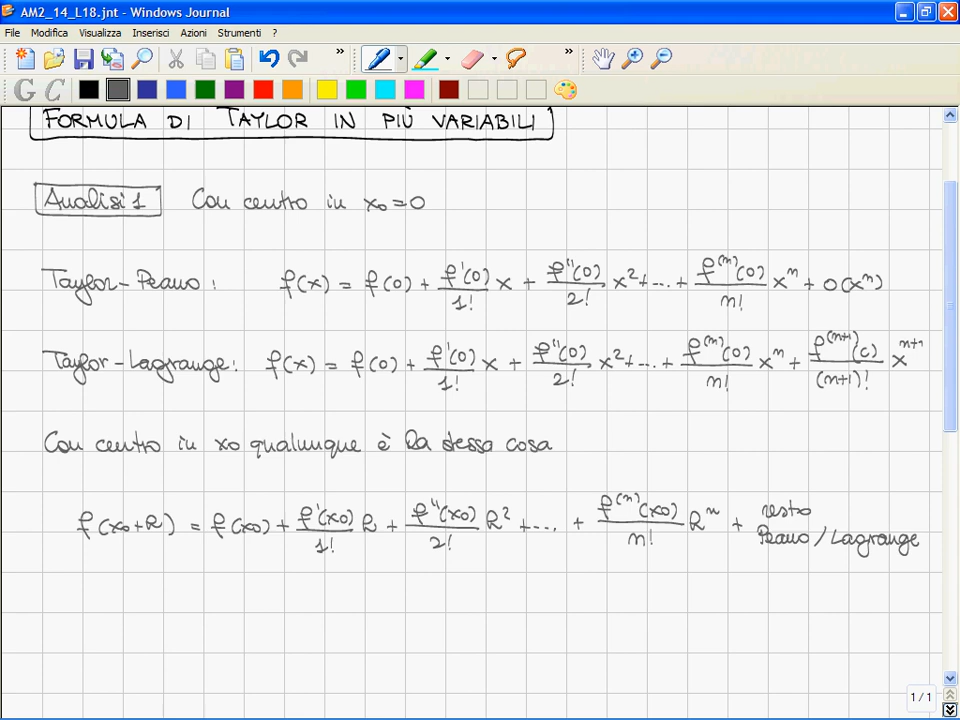 AM2_14_L18.jnt - Windows Journal
File Modifica Visualizza Inserisci Azioni Strumenti ?
FORMULA DI TAYLOR IN PIÙ VARIABILI
Analisi 1 Con centro in x₀=0
Taylor-Peano: f(x) = f(0) + f'(0)/1! x + f''(0)/2! x² + ... + f⁽ⁿ⁾(0)/n! xⁿ + o(xⁿ)
Taylor-Lagrange: f(x) = f(0) + f'(0)/1! x + f''(0)/2! x² + ... + f⁽ⁿ⁾(0)/n! xⁿ + f⁽ⁿ⁺¹⁾(c)/(n+1)! xⁿ⁺¹
Con centro in x₀ qualunque è la stessa cosa
f(x₀+h) = f(x₀) + f'(x₀)/1! h + f''(x₀)/2! h² + ... + f⁽ⁿ⁾(x₀)/n! hⁿ + resto Peano/Lagrange
1 / 1